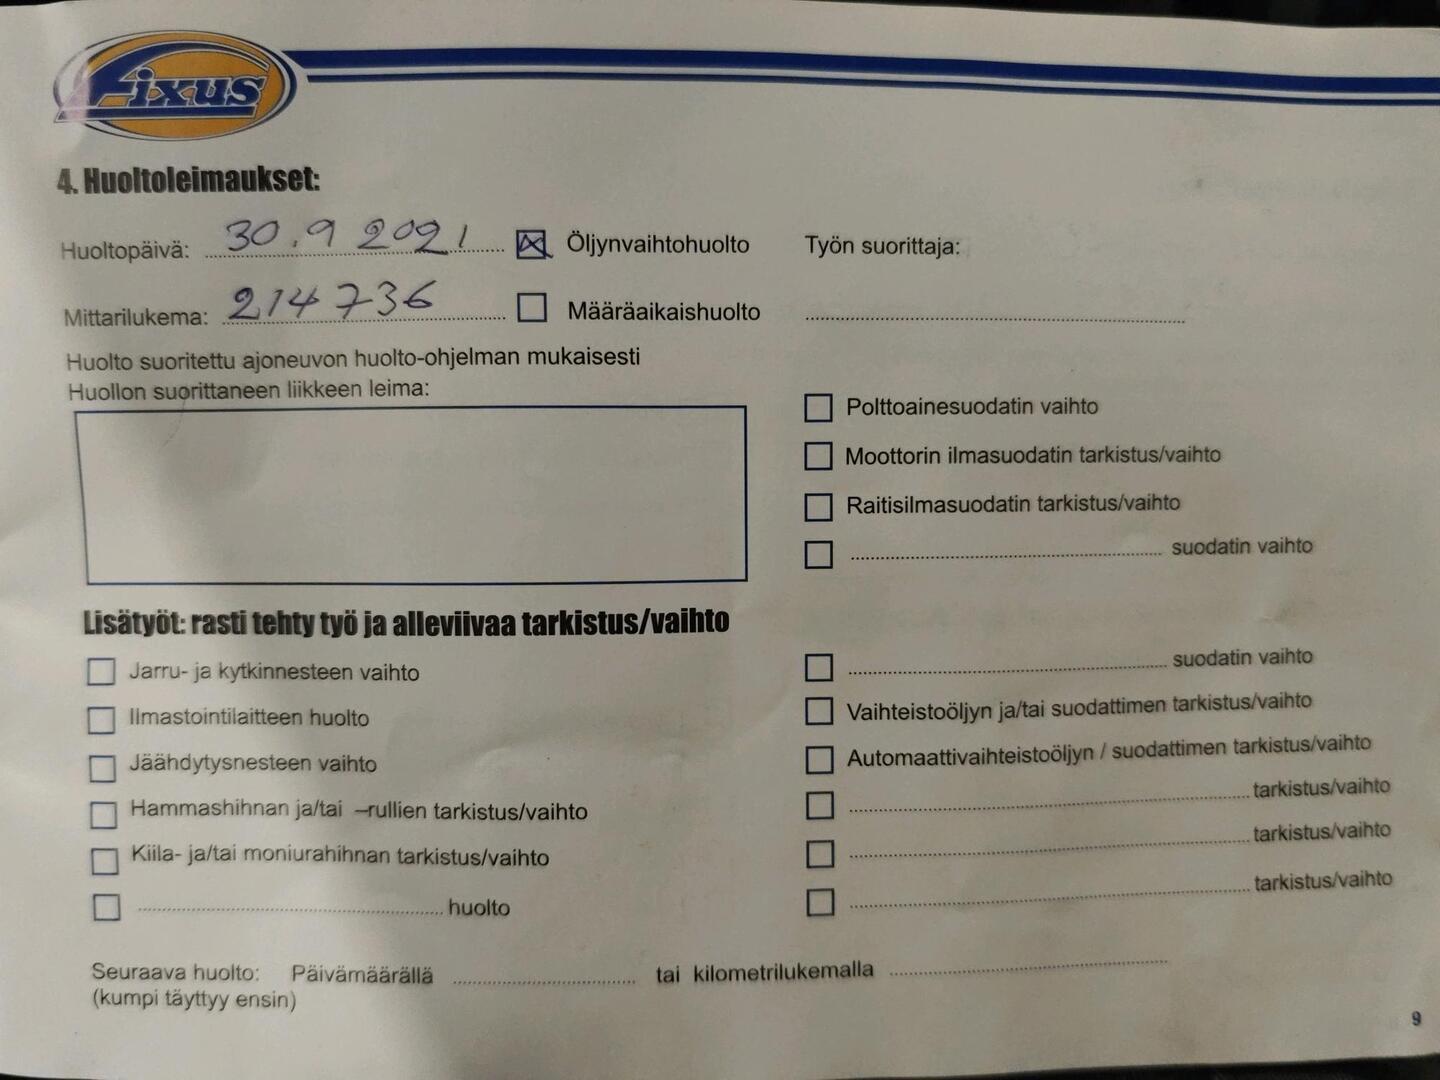 Fixus
4. Huoltoleimaukset:
Huoltopäivä: 30.9 2021 Öljynvaihtohuolto Työn suorittaja:
Mittarilukema: 214736 Määräaikaishuolto
Huolto suoritettu ajoneuvon huolto-ohjelman mukaisesti
Huollon suorittaneen liikkeen leima:
Polttoainesuodatin vaihto
Moottorin ilmasuodatin tarkistus/vaihto
Raitisilmasuodatin tarkistus/vaihto
suodatin vaihto
Lisätyöt: rasti tehty työ ja alleviivaa tarkistus/vaihto
Jarru- ja kytkinnesteen vaihto
Ilmastointilaitteen huolto
Jäähdytysnesteen vaihto
Hammashihnan ja/tai –rullien tarkistus/vaihto
Kiila- ja/tai moniurahihnan tarkistus/vaihto
huolto
suodatin vaihto
Vaihteistoöljyn ja/tai suodattimen tarkistus/vaihto
Automaattivaihteistoöljyn / suodattimen tarkistus/vaihto
tarkistus/vaihto
tarkistus/vaihto
tarkistus/vaihto
Seuraava huolto: Päivämäärällä tai kilometrilukemalla
(kumpi täyttyy ensin)
9